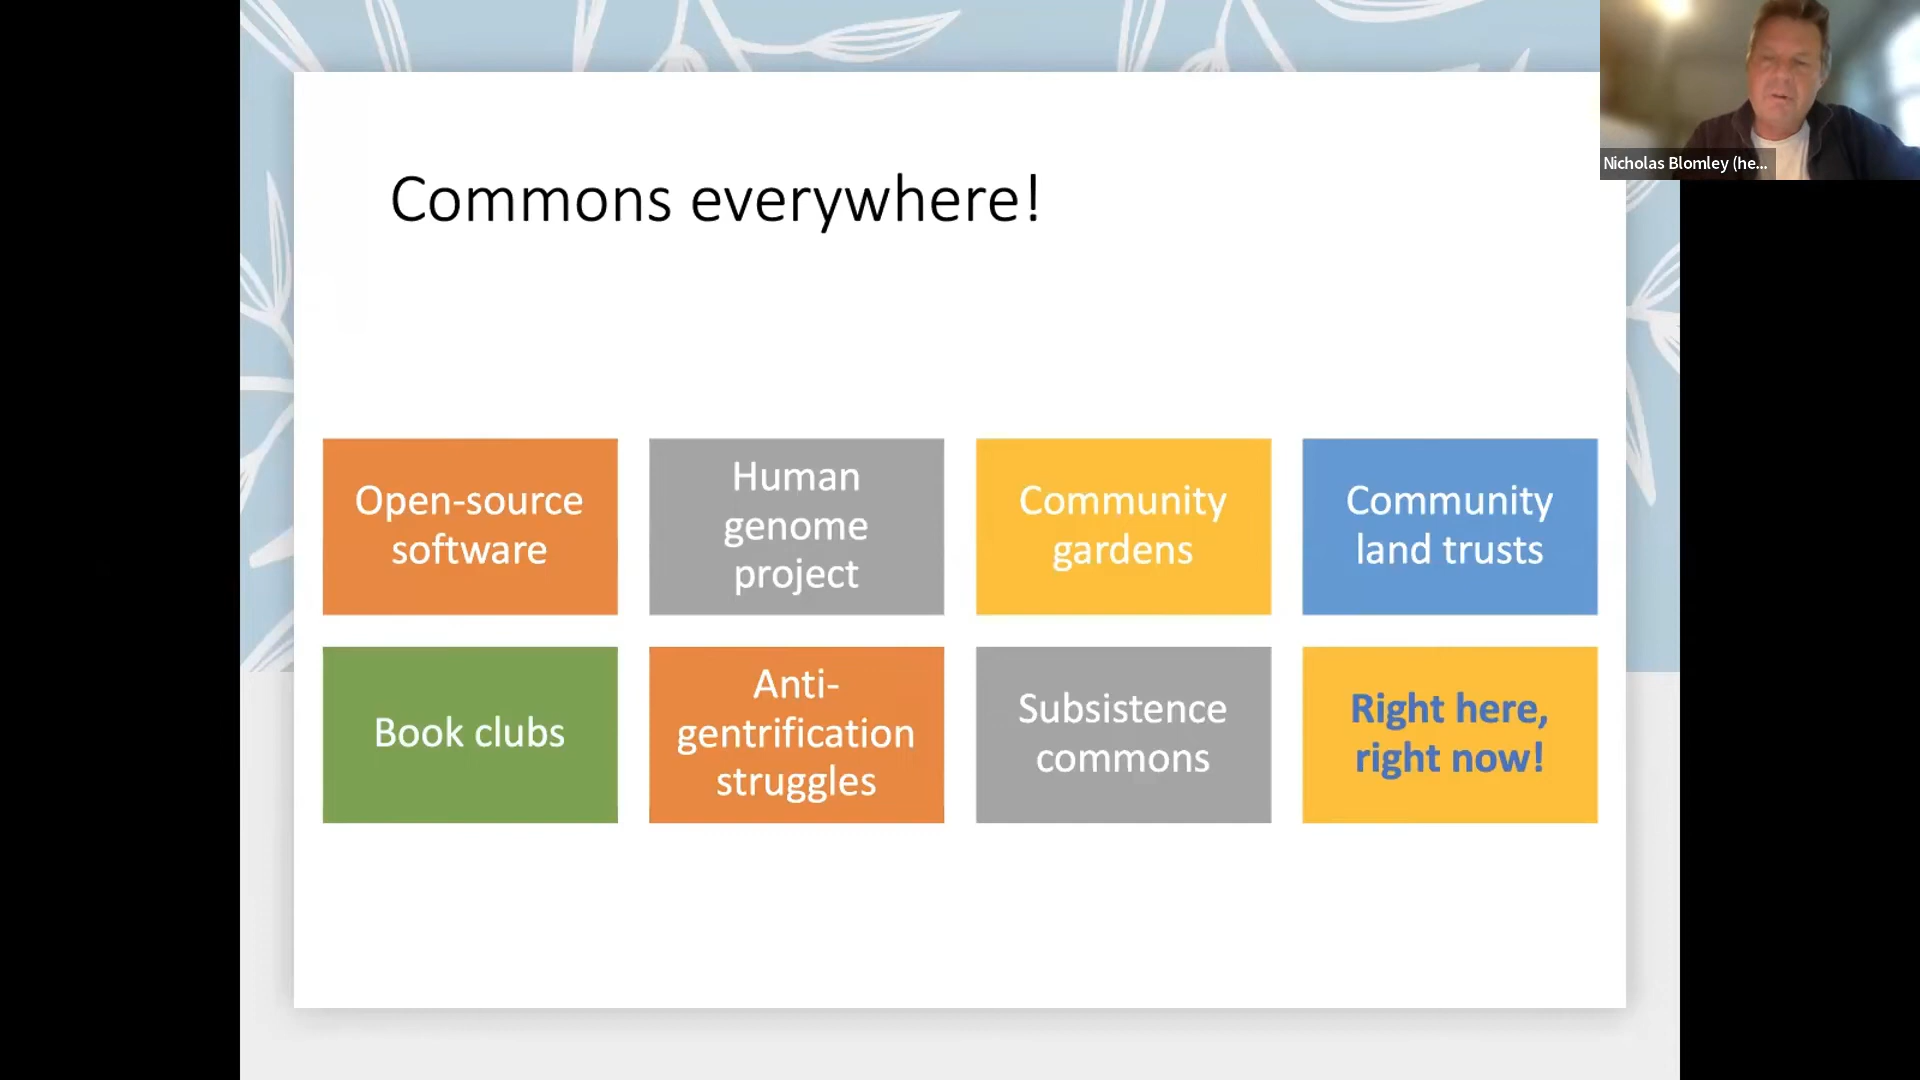 Commons everywhere!
Nicholas Blomley (he...
Open-source
software
Human
genome
project
Community
gardens
Community
land trusts
Book clubs
Anti-
gentrification
struggles
Subsistence
commons
Right here,
right now!